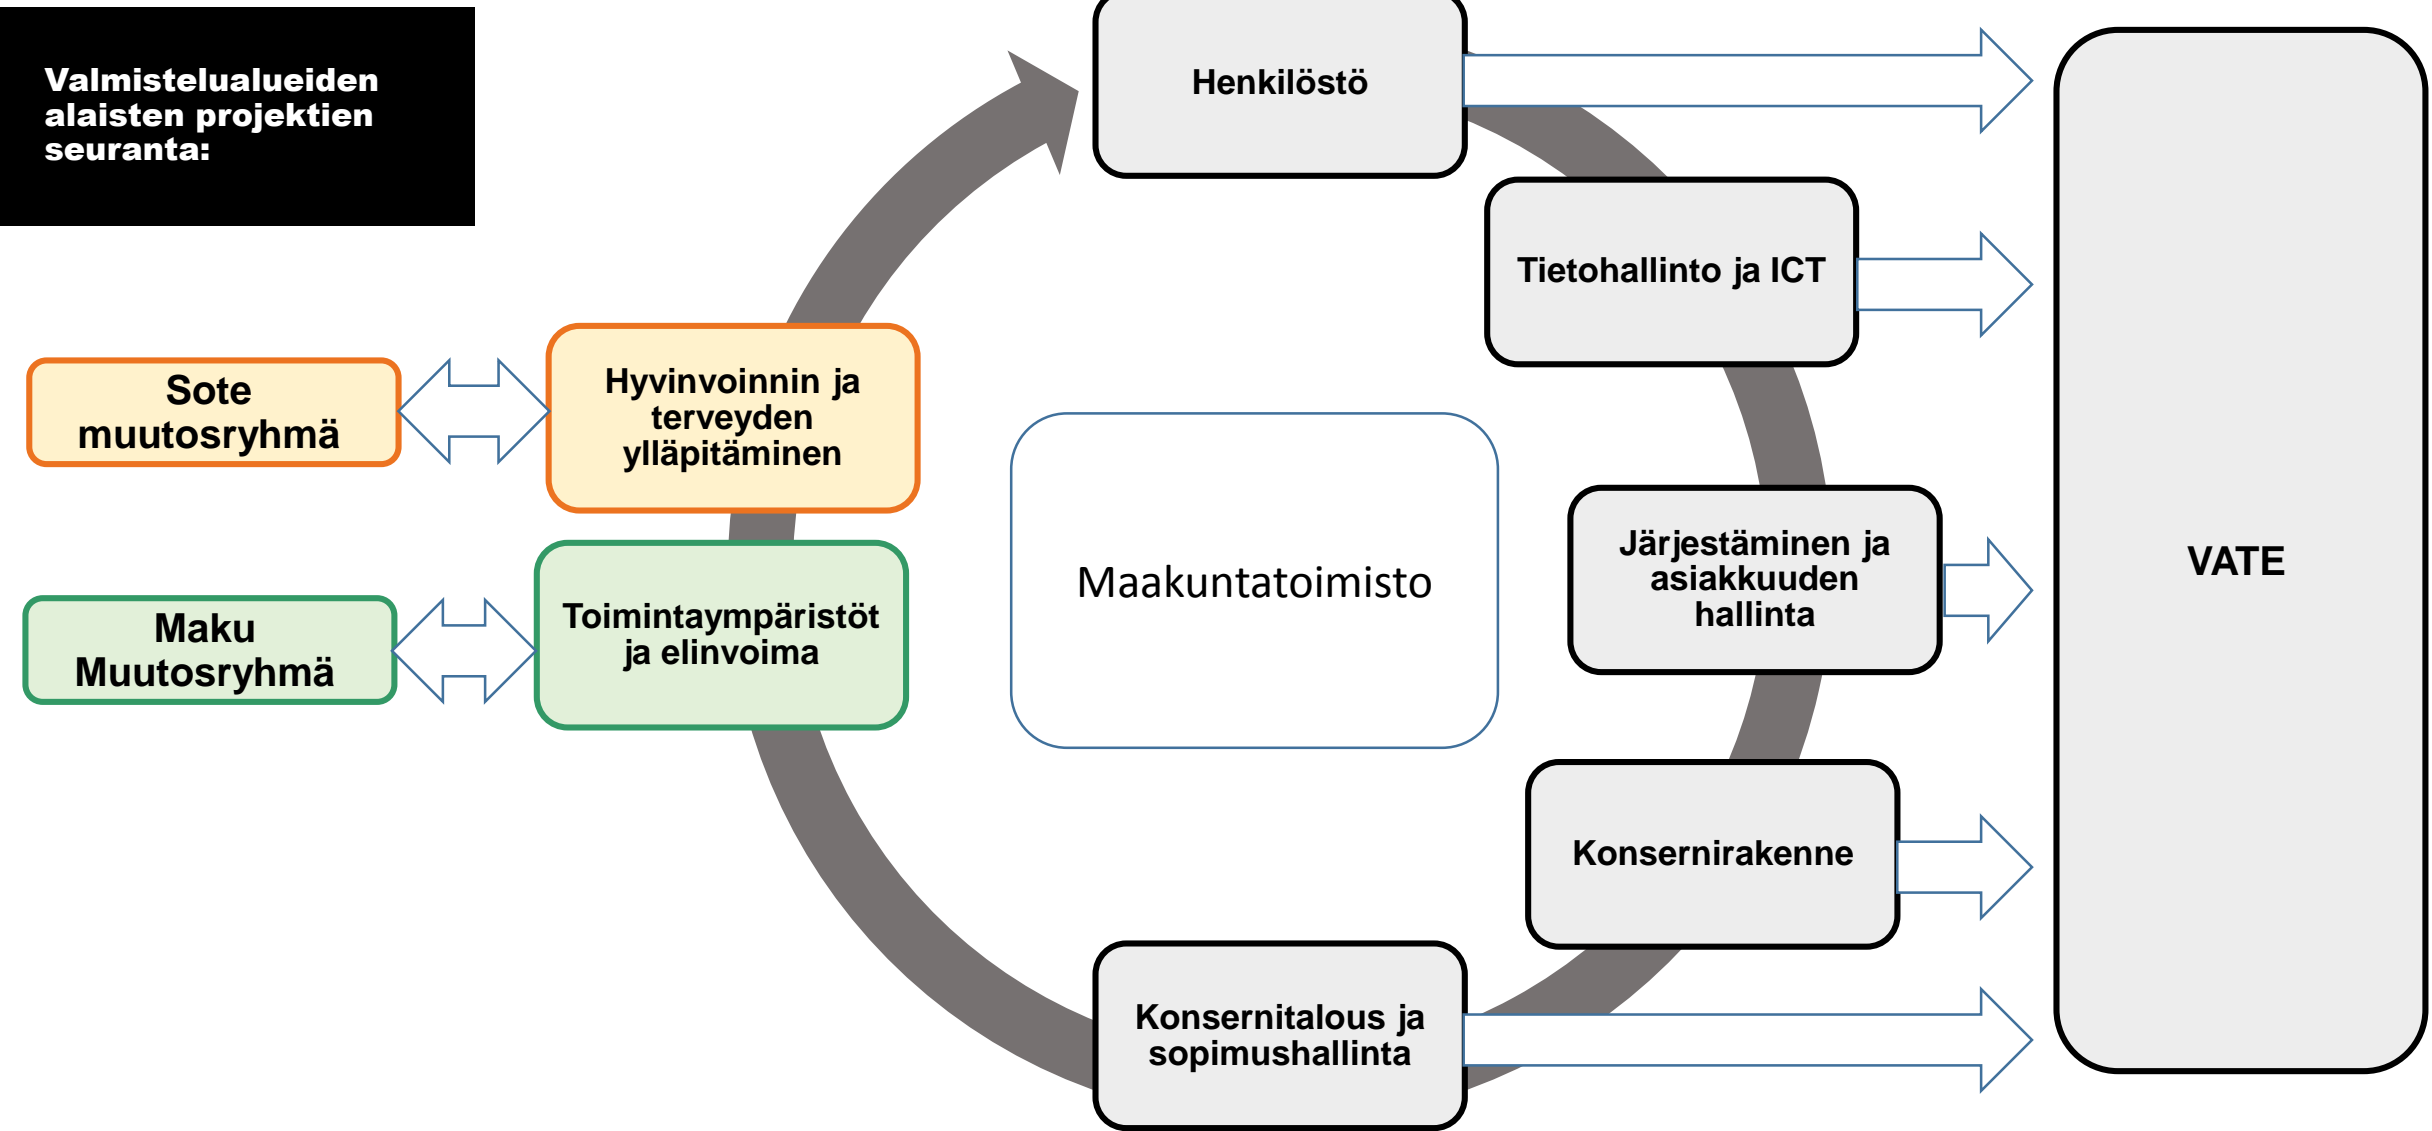 Valmistelualueiden
alaisten projektien
seuranta:
Henkilöstö
Tietohallinto ja ICT
Sote
muutosryhmä
Hyvinvoinnin ja
terveyden
ylläpitäminen
Maku
Muutosryhmä
Toimintaympäristöt
ja elinvoima
Maakuntatoimisto
Järjestäminen ja
asiakkuuden
hallinta
VATE
Konsernirakenne
Konsernitalous ja
sopimushallinta